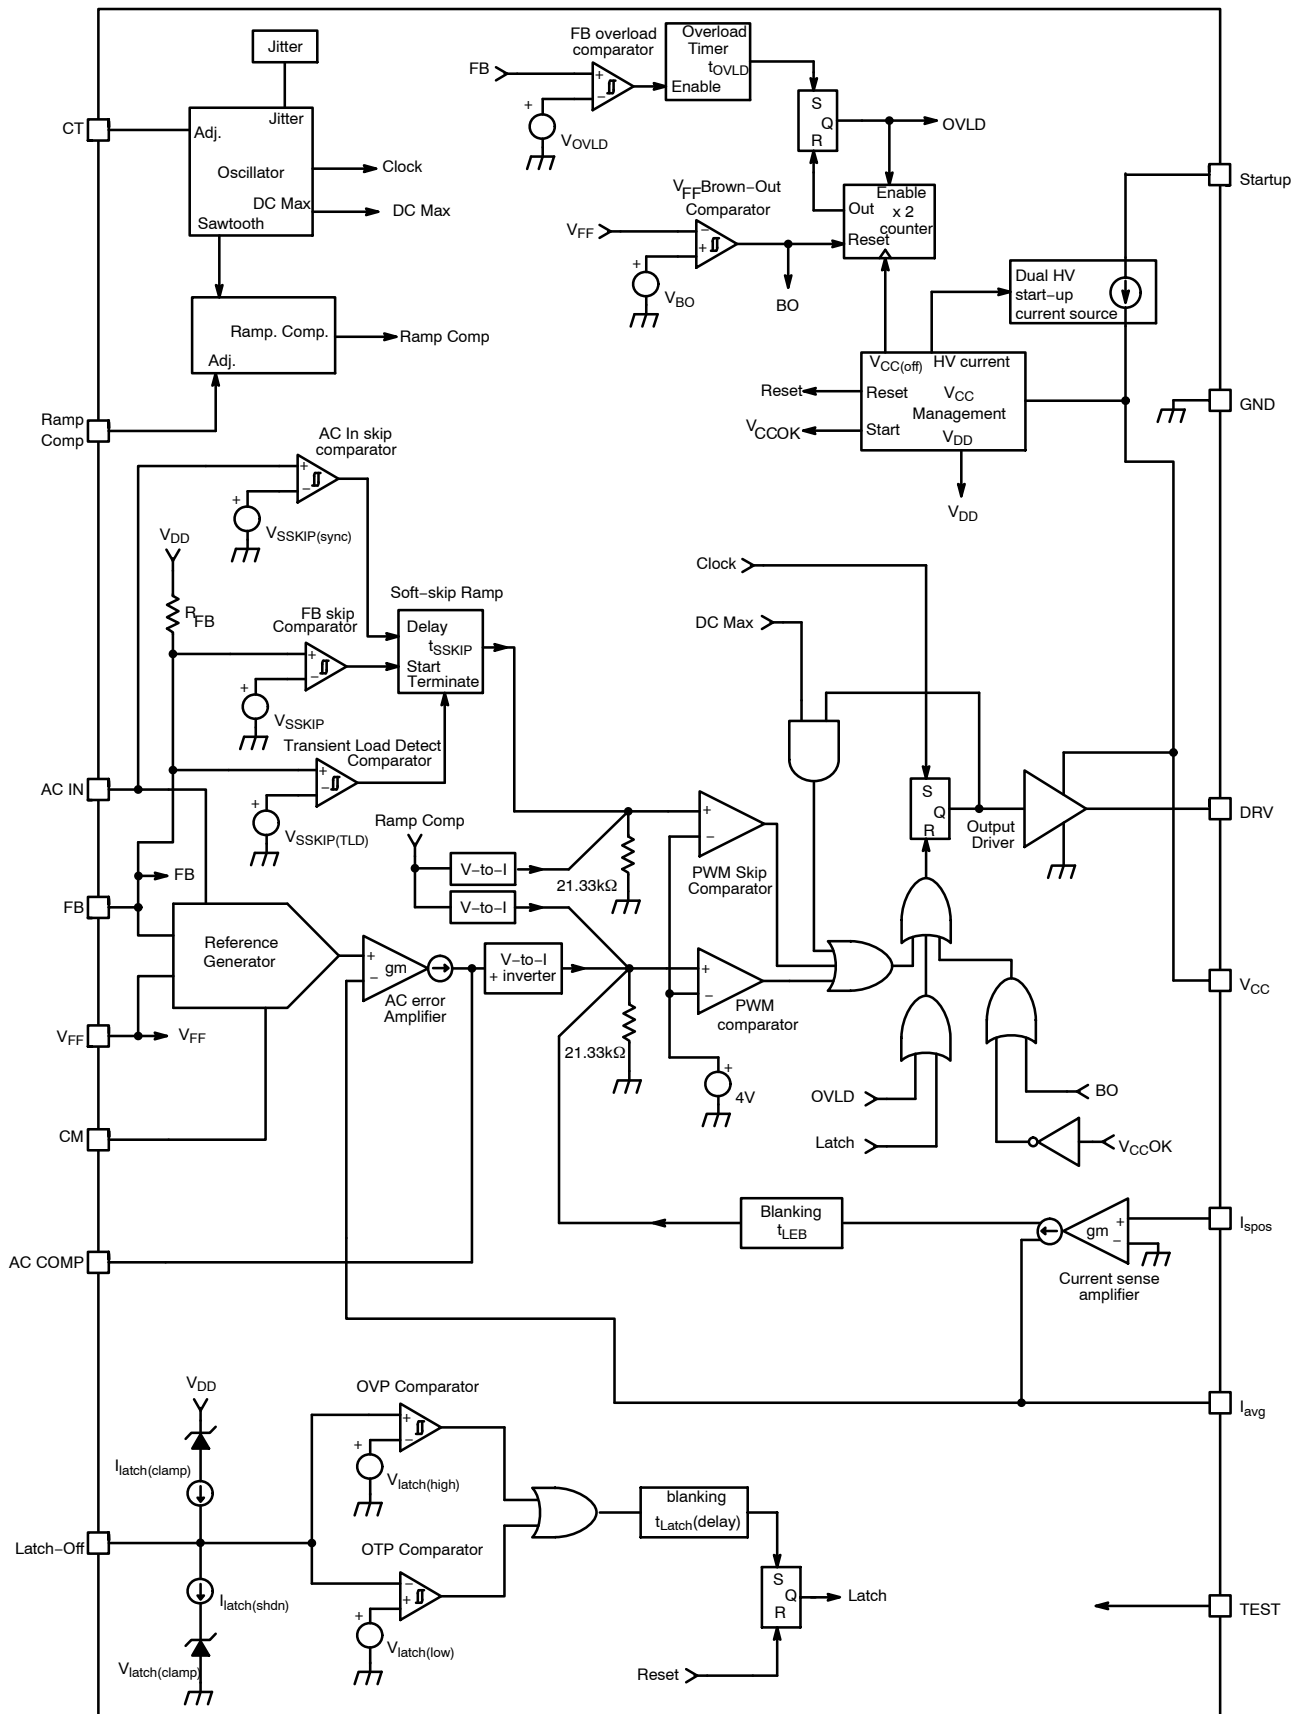 Jitter
CT
Adj.
Jitter
Oscillator
DC Max
Sawtooth
Clock
DC Max
Ramp. Comp.
Adj.
Ramp Comp
Ramp
Comp
FB overload
comparator
FB
+
−
+
VOVLD
Overload
Timer
tOVLD
Enable
S
Q
R
OVLD
VFF Brown-Out
Comparator
VFF
−
+
+
VBO
BO
Enable
Out
x 2
counter
Reset
Startup
Dual HV
start-up
current source
VCC(off)
HV current
Reset
Reset
VCC
Management
VCCOK
Start
VDD
VDD
GND
AC In skip
comparator
+
−
+
VSSKIP(sync)
VDD
RFB
FB skip
Comparator
+
−
+
VSSKIP
Soft-skip Ramp
Delay
tSSKIP
Start
Terminate
Transient Load Detect
Comparator
+
−
+
VSSKIP(TLD)
Clock
DC Max
AC IN
FB
FB
VFF
VFF
CM
AC COMP
Reference
Generator
+
−
gm
AC error
Amplifier
Ramp Comp
V-to-I
V-to-I
V-to-I
+ inverter
21.33kΩ
21.33kΩ
+
−
PWM Skip
Comparator
+
−
PWM
comparator
+
4V
S
Q
R
Output
Driver
DRV
VCC
OVLD
Latch
BO
VCCOK
Blanking
tLEB
gm
+
−
Current sense
amplifier
Ispos
Iavg
VDD
Ilatch(clamp)
Latch-Off
Ilatch(shdn)
Vlatch(clamp)
OVP Comparator
+
−
+
Vlatch(high)
OTP Comparator
−
+
+
Vlatch(low)
blanking
tLatch(delay)
S
Q
R
Latch
Reset
TEST